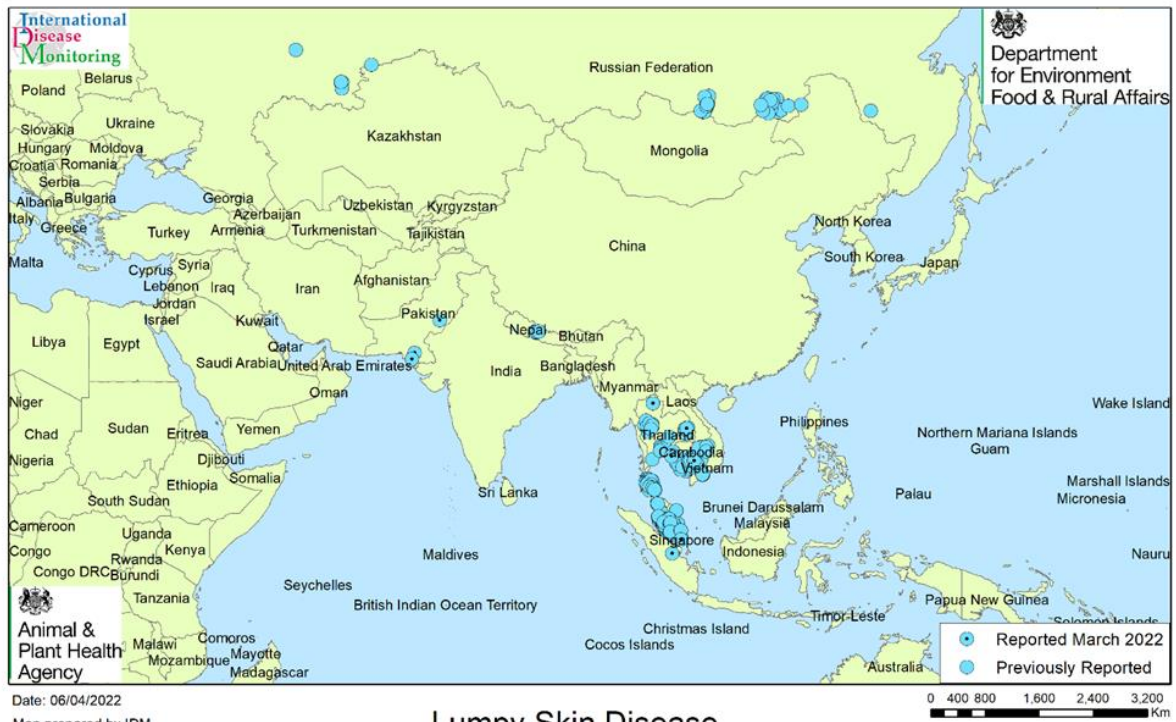 International
Disease
Monitoring
Department
for Environment
Food & Rural Affairs
Russian Federation
Belarus
Poland
Ukraine
Slovakia
Hungary Moldova
Croatia Romania
Serbia
Albania Bulgaria
Italy
Greece
Malta
Kazakhstan
Mongolia
Georgia
Azerbaijan
Armenia
Turkey
Uzbekistan Kyrgyzstan
Turkmenistan Tajikistan
North Korea
South Korea
Japan
China
Cyprus Syria
Lebanon Iraq
Jordan
Israel
Iran
Afghanistan
Pakistan
Kuwait
Nepal Bhutan
Libya
Egypt
Qatar
Saudi Arabia United Arab Emirates
Oman
India
Bangladesh
Myanmar
Laos
Niger
Chad
Nigeria
Sudan
Eritrea
Yemen
Djibouti
Ethiopia
Somalia
South Sudan
Thailand
Cambodia
Vietnam
Philippines
Wake Island
Northern Mariana Islands
Guam
Marshall Islands
Micronesia
Palau
Sri Lanka
Brunei Darussalam
Malaysia
Singapore
Indonesia
Nauru
Cameroon
Congo
Congo DRC
Uganda
Kenya
Rwanda
Burundi
Tanzania
Maldives
Seychelles
British Indian Ocean Territory
Christmas Island
Cocos Islands
Timor-Leste
Papua New Guinea
Solomon Islands
Animal &
Plant Health
Agency
Malawi
Mozambique
Comoros
Mayotte
Madagascar
Australia
Reported March 2022
Previously Reported
Date: 06/04/2022
Map prepared by IDM
Lumpy Skin Disease
0 400 800 1,600 2,400 3,200
Km